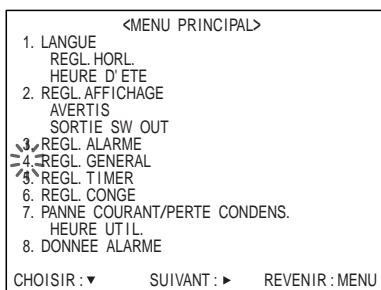 <MENU PRINCIPAL>
1. LANGUE
REGL. HORL.
HEURE D'ETE
2. REGL. AFFICHAGE
AVERTIS
SORTIE SW OUT
3. REGL. ALARME
4. REGL. GENERAL
5. REGL. TIMER
6. REGL. CONGE
7. PANNE COURANT/PERTE CONDENS.
HEURE UTIL.
8. DONNEE ALARME
CHOISIR : ▼ SUIVANT : ► REVENIR : MENU